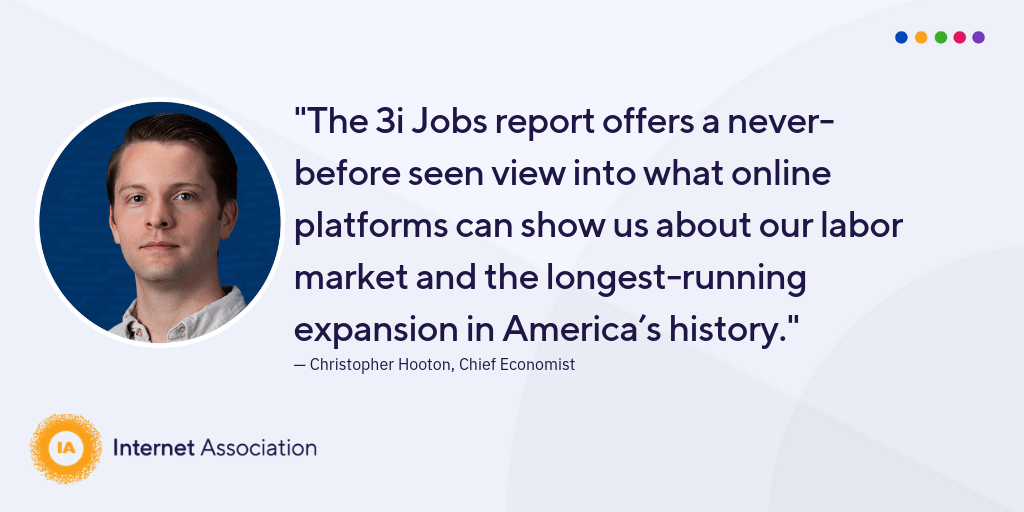 "The 3i Jobs report offers a never-
before seen view into what online
platforms can show us about our labor
market and the longest-running
expansion in America’s history."
— Christopher Hooton, Chief Economist
IA
Internet Association